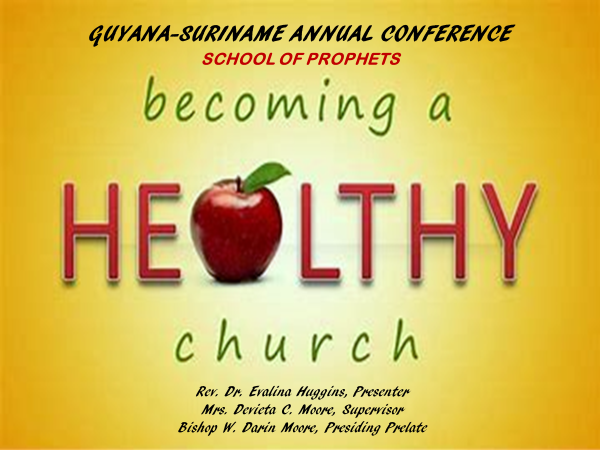 GUYANA-SURINAME ANNUAL CONFERENCE
SCHOOL OF PROPHETS
becoming a
HE LTHY
church
Rev. Dr. Evalina Huggins, Presenter
Mrs. Devieta C. Moore, Supervisor
Bishop W. Darin Moore, Presiding Prelate